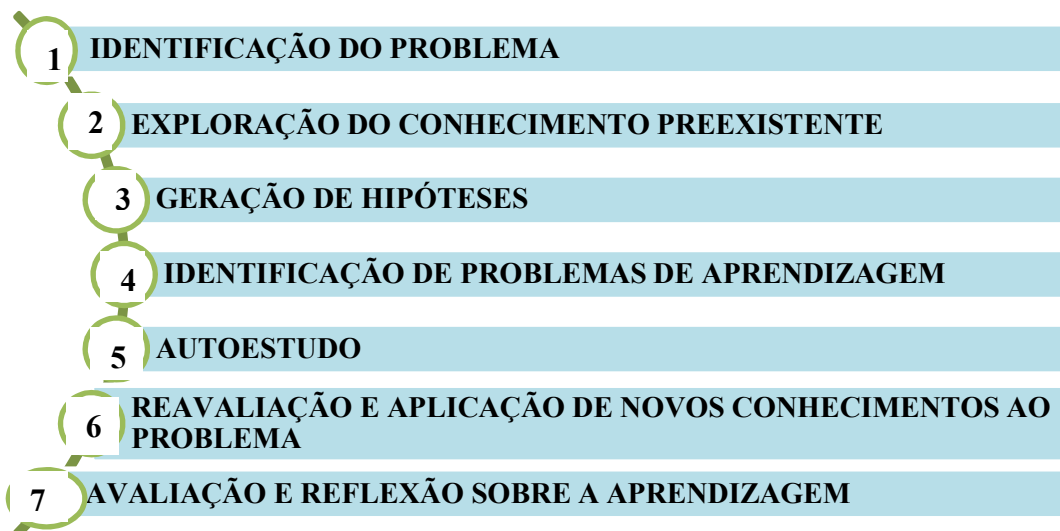 1 IDENTIFICAÇÃO DO PROBLEMA
2 EXPLORAÇÃO DO CONHECIMENTO PREEXISTENTE
3 GERAÇÃO DE HIPÓTESES
4 IDENTIFICAÇÃO DE PROBLEMAS DE APRENDIZAGEM
5 AUTOESTUDO
6 REAVALIAÇÃO E APLICAÇÃO DE NOVOS CONHECIMENTOS AO
PROBLEMA
7 AVALIAÇÃO E REFLEXÃO SOBRE A APRENDIZAGEM